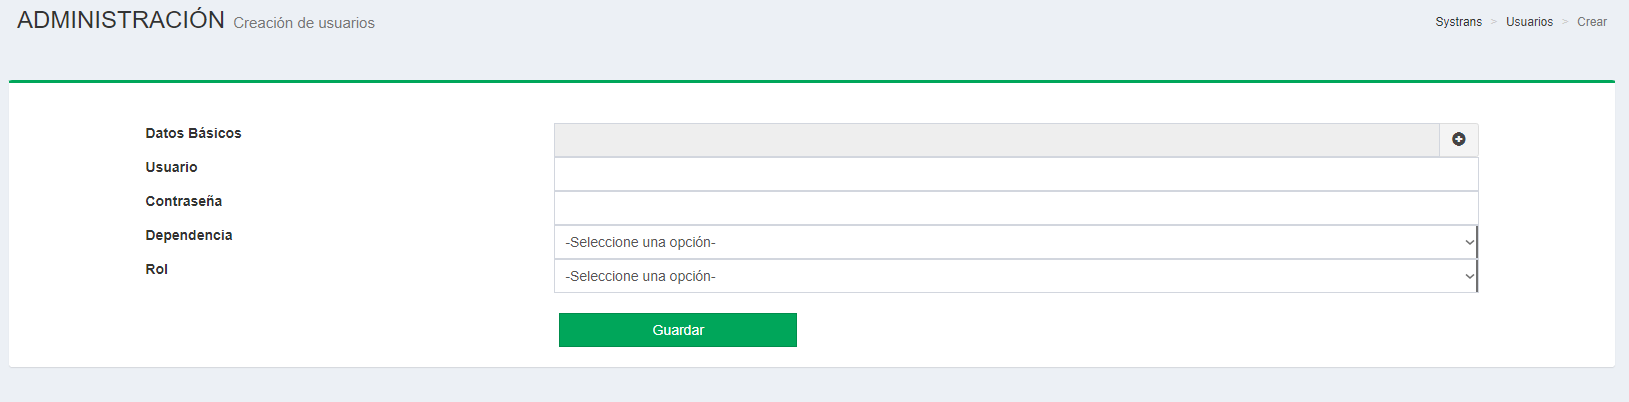 ADMINISTRACIÓN Creación de usuarios
Systrans > Usuarios > Crear
Datos Básicos
Usuario
Contraseña
Dependencia -Seleccione una opción-
Rol -Seleccione una opción-
Guardar